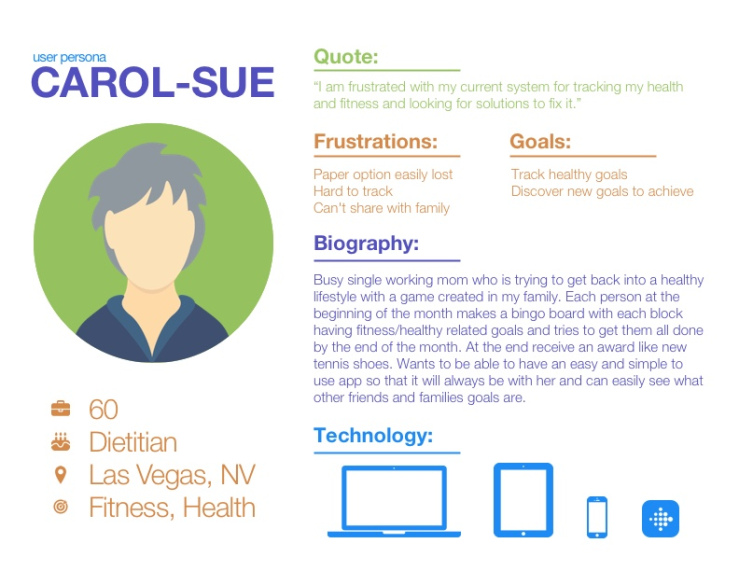 user persona
CAROL-SUE
60
Dietitian
Las Vegas, NV
Fitness, Health
Quote:
“I am frustrated with my current system for tracking my health
and fitness and looking for solutions to fix it.”
Frustrations:
Paper option easily lost
Hard to track
Can't share with family
Goals:
Track healthy goals
Discover new goals to achieve
Biography:
Busy single working mom who is trying to get back into a healthy
lifestyle with a game created in my family. Each person at the
beginning of the month makes a bingo board with each block
having fitness/healthy related goals and tries to get them all done
by the end of the month. At the end receive an award like new
tennis shoes. Wants to be able to have an easy and simple to
use app so that it will always be with her and can easily see what
other friends and families goals are.
Technology: